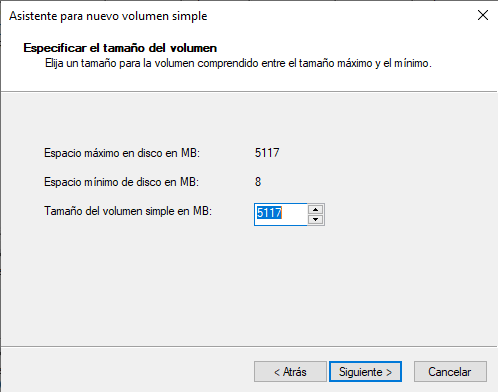 Asistente para nuevo volumen simple
Especificar el tamaño del volumen
Elija un tamaño para la volumen comprendido entre el tamaño máximo y el mínimo.
Espacio máximo en disco en MB: 5117
Espacio mínimo de disco en MB: 8
Tamaño del volumen simple en MB: 5117
< Atrás Siguiente > Cancelar